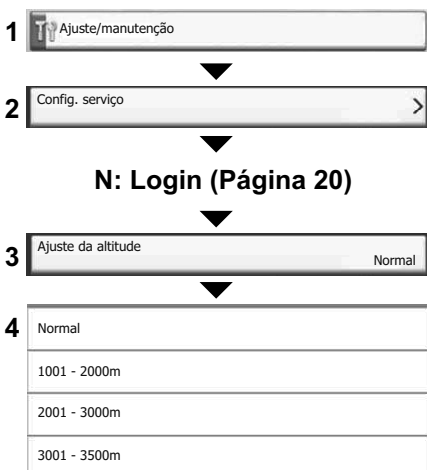 1 Ajuste/manutenção
2 Config. serviço
N: Login (Página 20)
3 Ajuste da altitude
Normal
4 Normal
1001 - 2000m
2001 - 3000m
3001 - 3500m